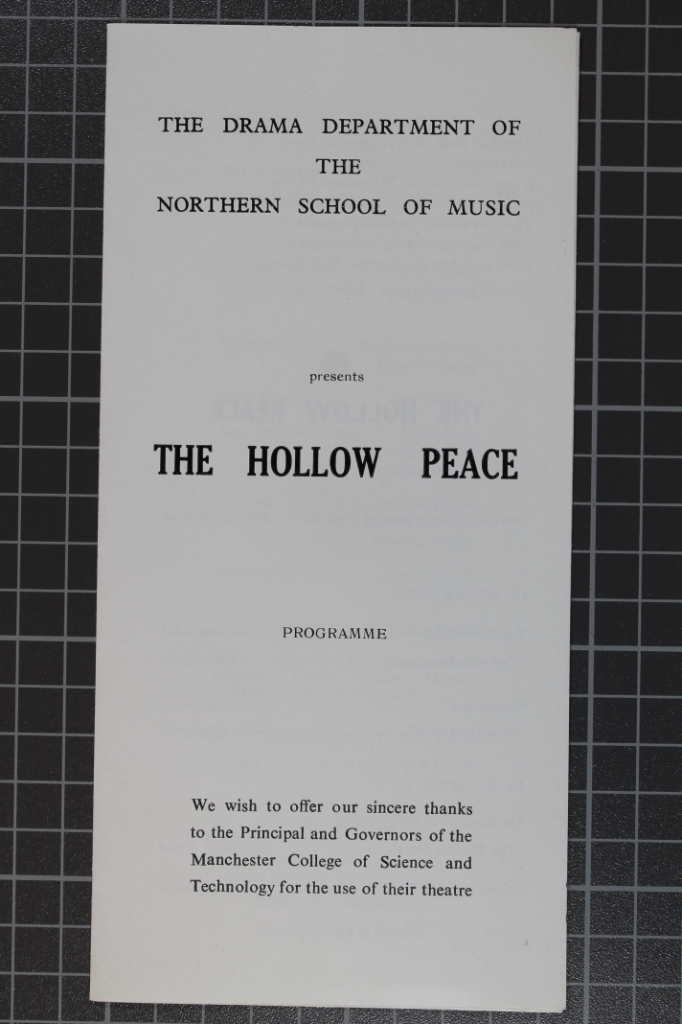 THE DRAMA DEPARTMENT OF
THE
NORTHERN SCHOOL OF MUSIC
presents
THE HOLLOW PEACE
PROGRAMME
We wish to offer our sincere thanks
to the Principal and Governors of the
Manchester College of Science and
Technology for the use of their theatre